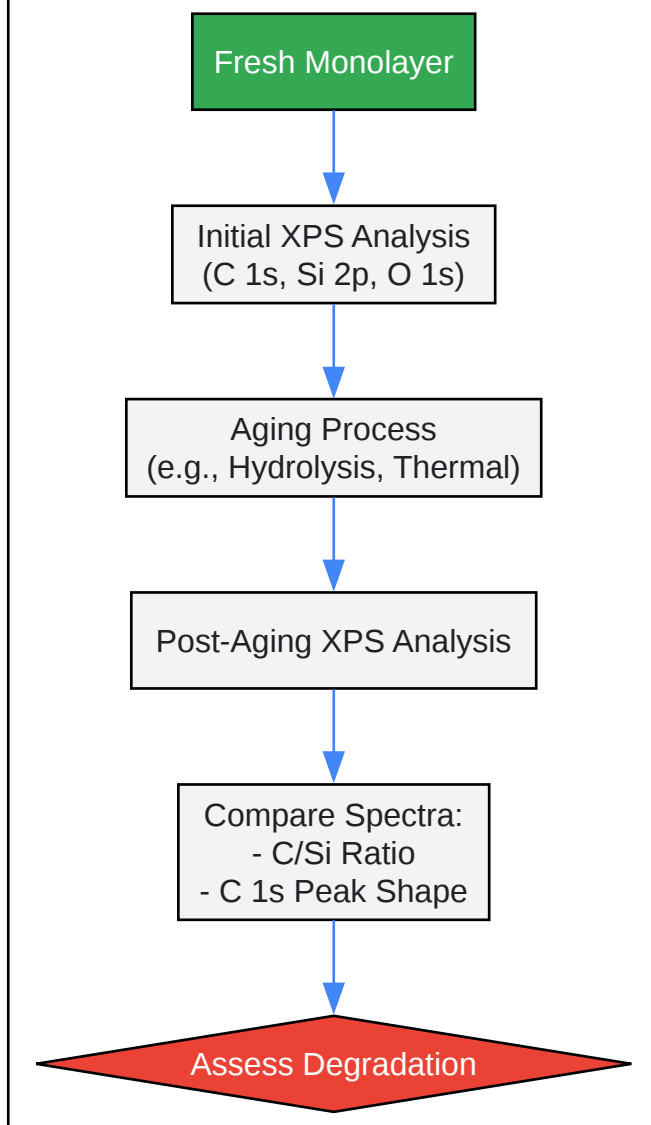 Fresh Monolayer
Initial XPS Analysis
(C 1s, Si 2p, O 1s)
Aging Process
(e.g., Hydrolysis, Thermal)
Post-Aging XPS Analysis
Compare Spectra:
- C/Si Ratio
- C 1s Peak Shape
Assess Degradation